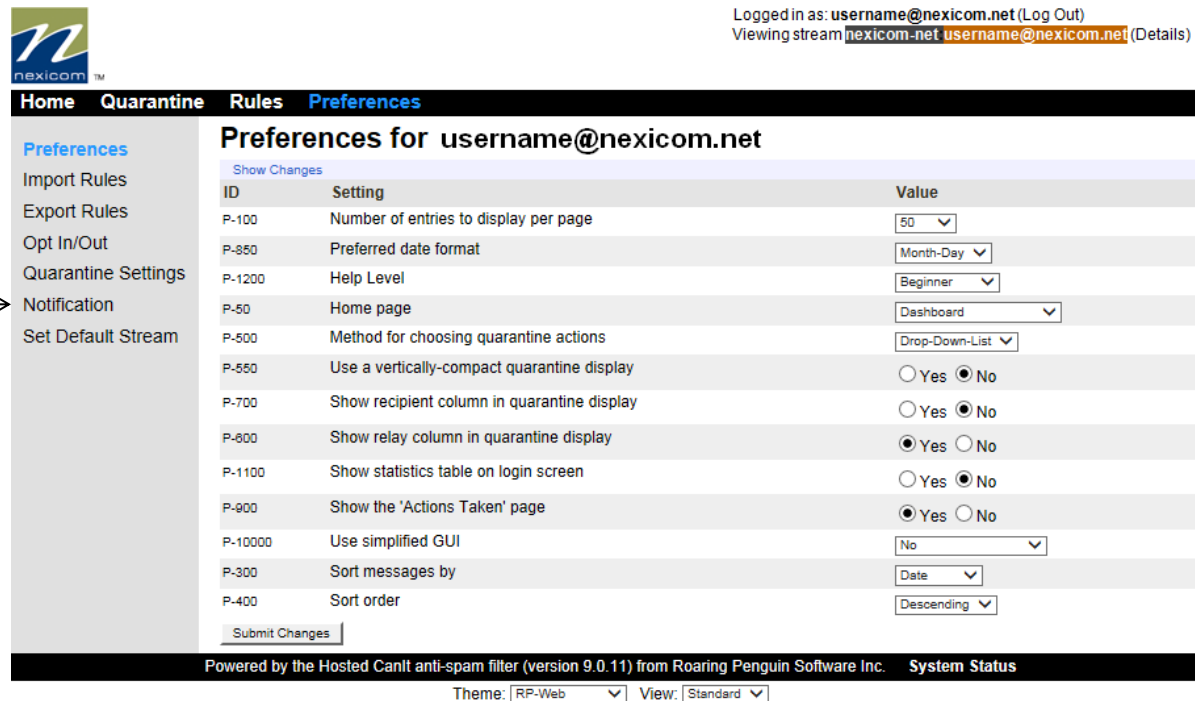 nexicom TM
Logged in as: username@nexicom.net (Log Out)
Viewing stream nexicom-net:username@nexicom.net (Details)
Home Quarantine Rules Preferences
Preferences
Import Rules
Export Rules
Opt In/Out
Quarantine Settings
Notification
Set Default Stream
Preferences for username@nexicom.net
Show Changes
ID Setting Value
P-100 Number of entries to display per page 50
P-850 Preferred date format Month-Day
P-1200 Help Level Beginner
P-50 Home page Dashboard
P-500 Method for choosing quarantine actions Drop-Down-List
P-550 Use a vertically-compact quarantine display Yes No
P-700 Show recipient column in quarantine display Yes No
P-600 Show relay column in quarantine display Yes No
P-1100 Show statistics table on login screen Yes No
P-900 Show the 'Actions Taken' page Yes No
P-10000 Use simplified GUI No
P-300 Sort messages by Date
P-400 Sort order Descending
Submit Changes
Powered by the Hosted CanIt anti-spam filter (version 9.0.11) from Roaring Penguin Software Inc. System Status
Theme: RP-Web View: Standard